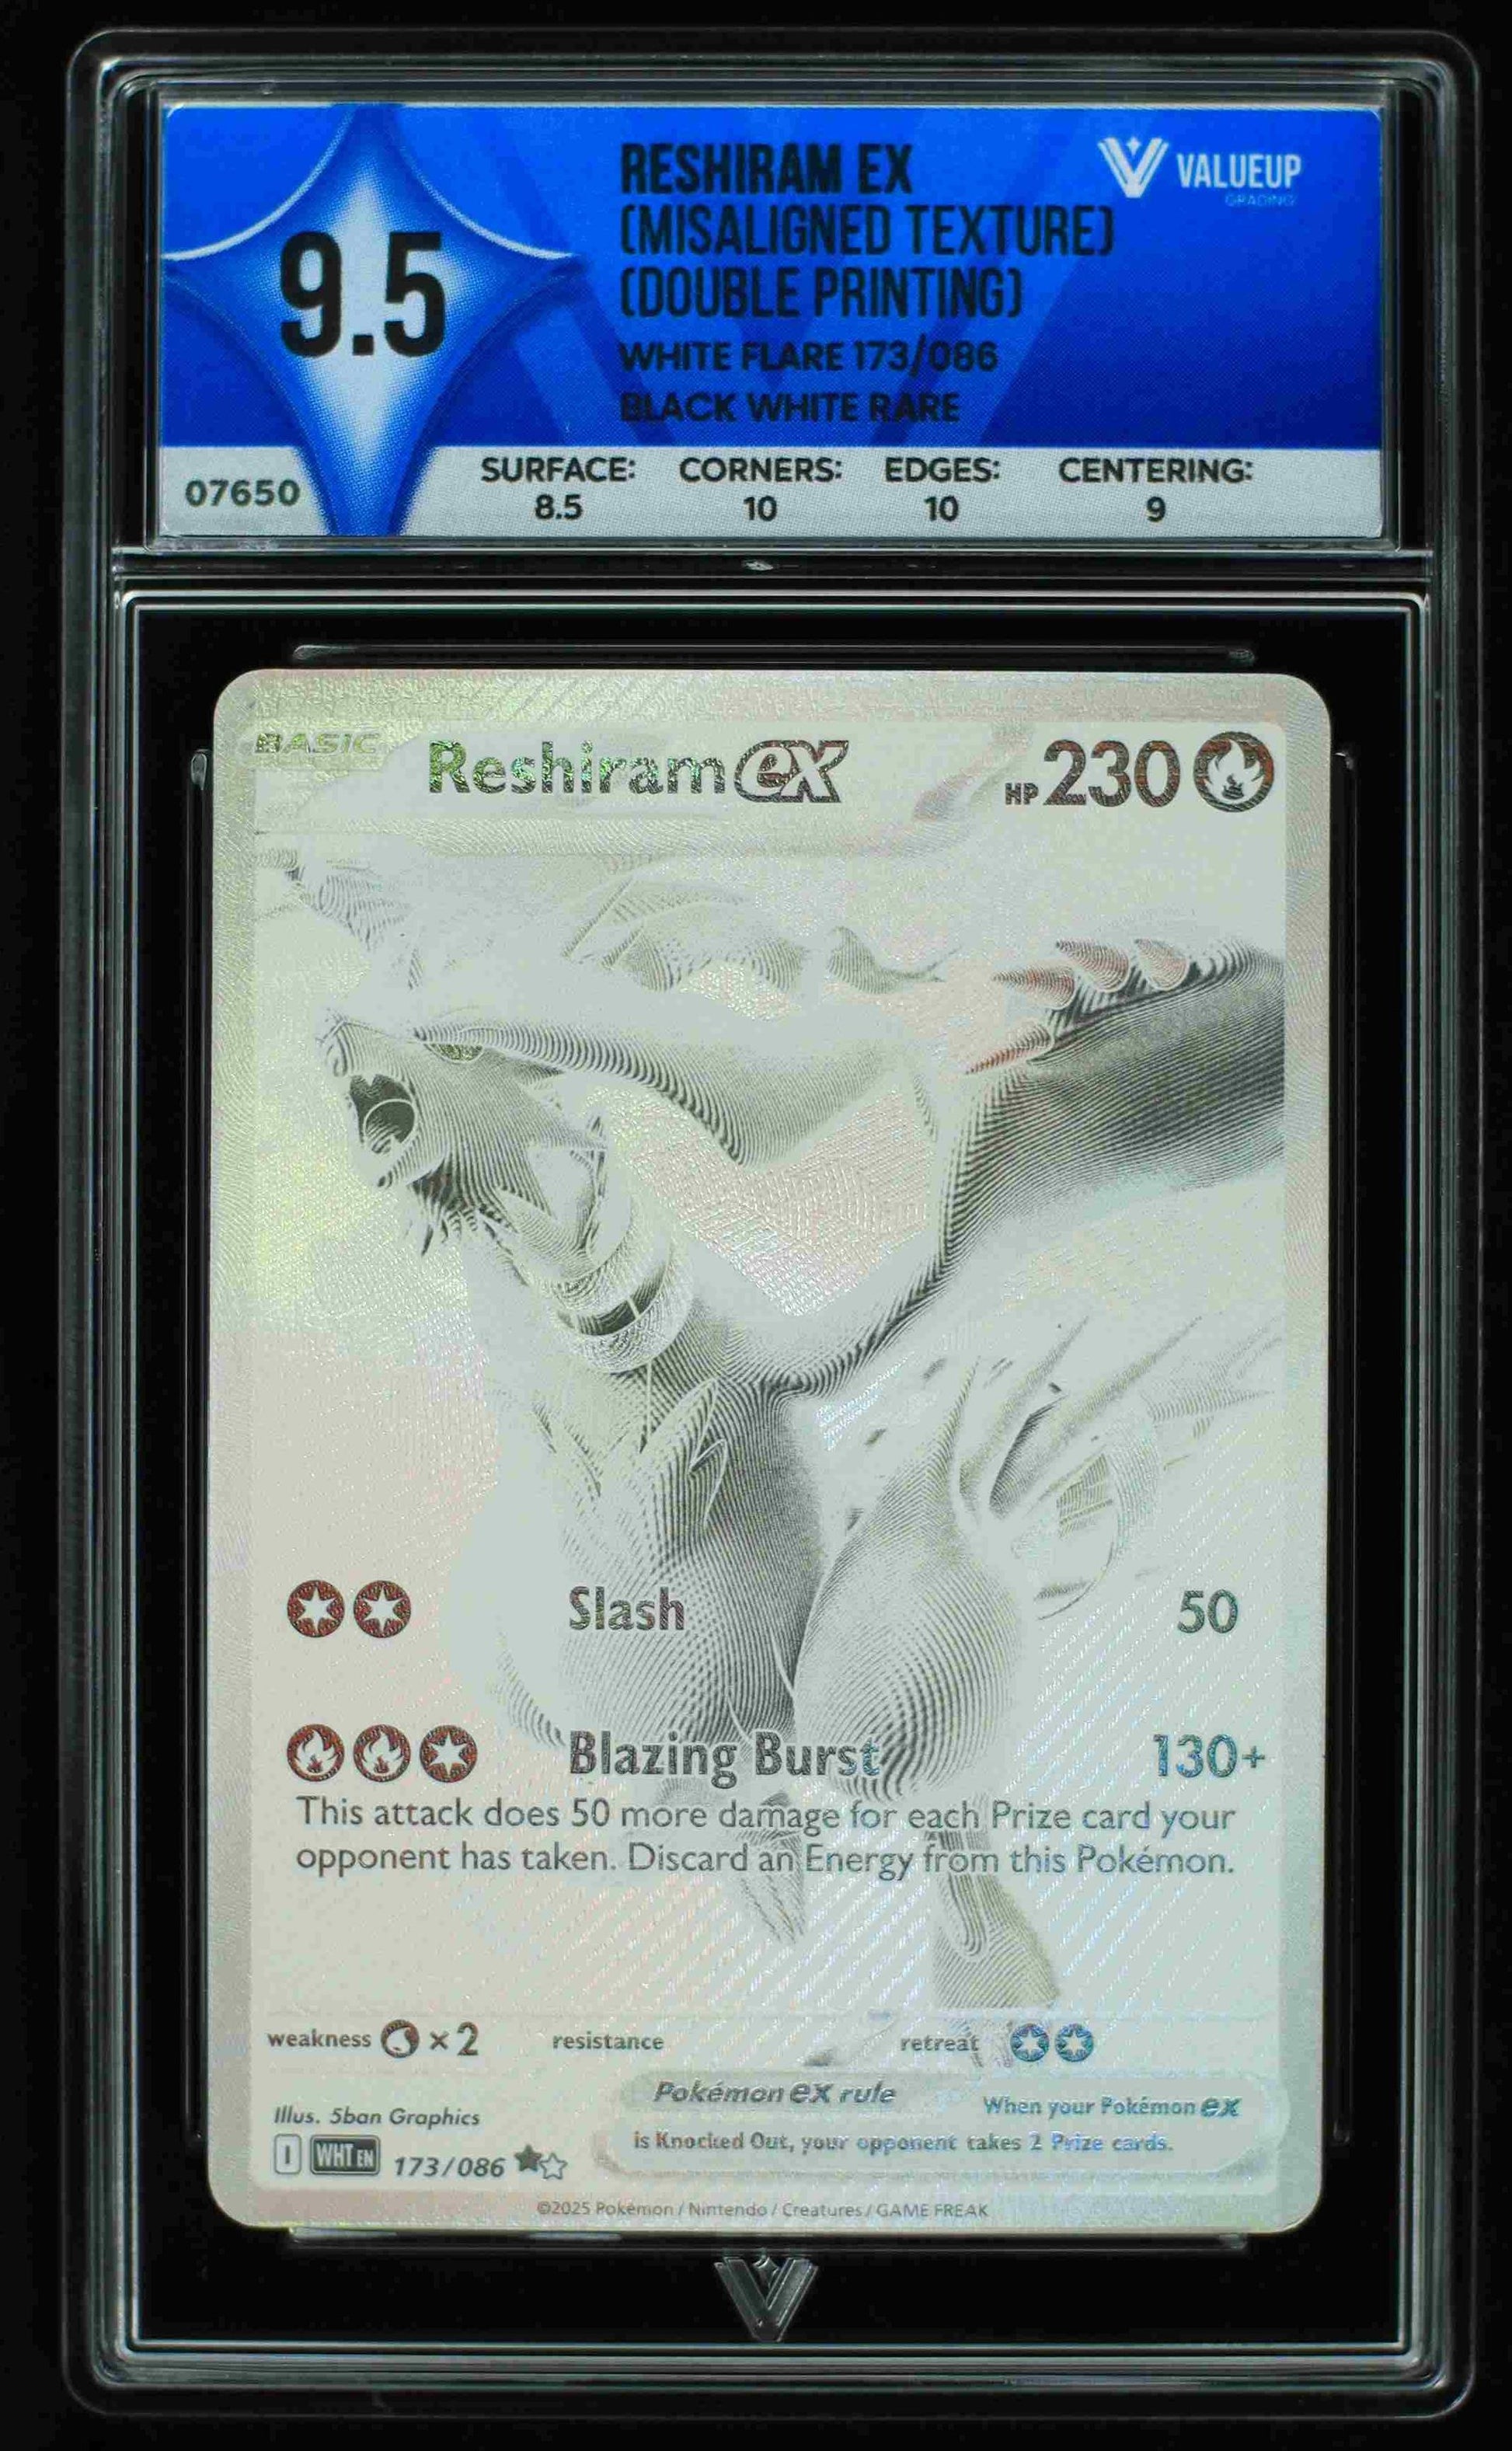 RESHIRAM EX
(MISALIGNED TEXTURE)
(DOUBLE PRINTING)
WHITE FLARE 173/086
BLACK WHITE RARE
VALUEUP
GRADING
9.5
07650
SURFACE: CORNERS: EDGES: CENTERING:
8.5 10 10 9
BASIC Reshiram ex HP 230
Slash 50
Blazing Burst 130+
This attack does 50 more damage for each Prize card your
opponent has taken. Discard an Energy from this Pokémon.
weakness ×2 resistance retreat
Pokémon ex rule When your Pokémon ex
is Knocked Out, your opponent takes 2 Prize cards.
Illus. 5ban Graphics
I WHT EN 173/086
©2025 Pokémon / Nintendo / Creatures / GAME FREAK